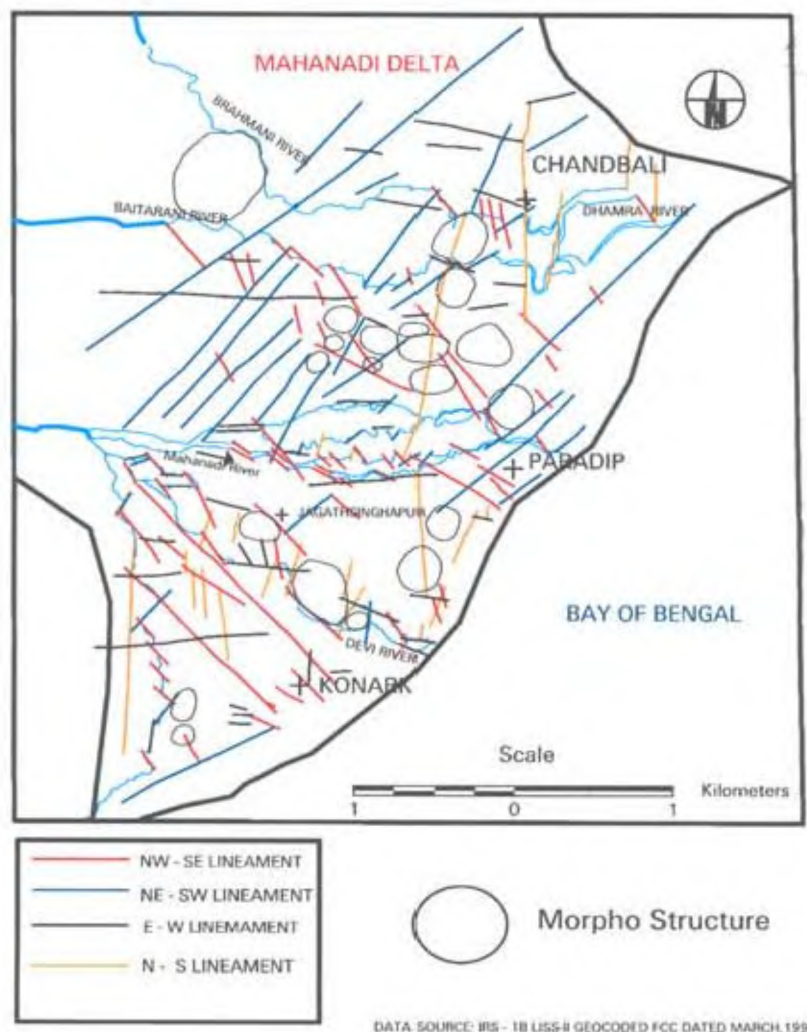 MAHANADI DELTA
N
BRAHMANI RIVER
CHANDBALI
BAITARANI RIVER
DHAMRA RIVER
Mahanadi River
PARADIP
JAGATHSINGHAPUR
BAY OF BENGAL
DEVI RIVER
KONARK
Scale
1 0 1 Kilometers
NW - SE LINEAMENT
NE - SW LINEAMENT
E - W LINEMAMENT
N - S LINEAMENT
Morpho Structure
DATA SOURCE: IRS - 1B LISS-II GEOCODED FCC DATED MARCH,